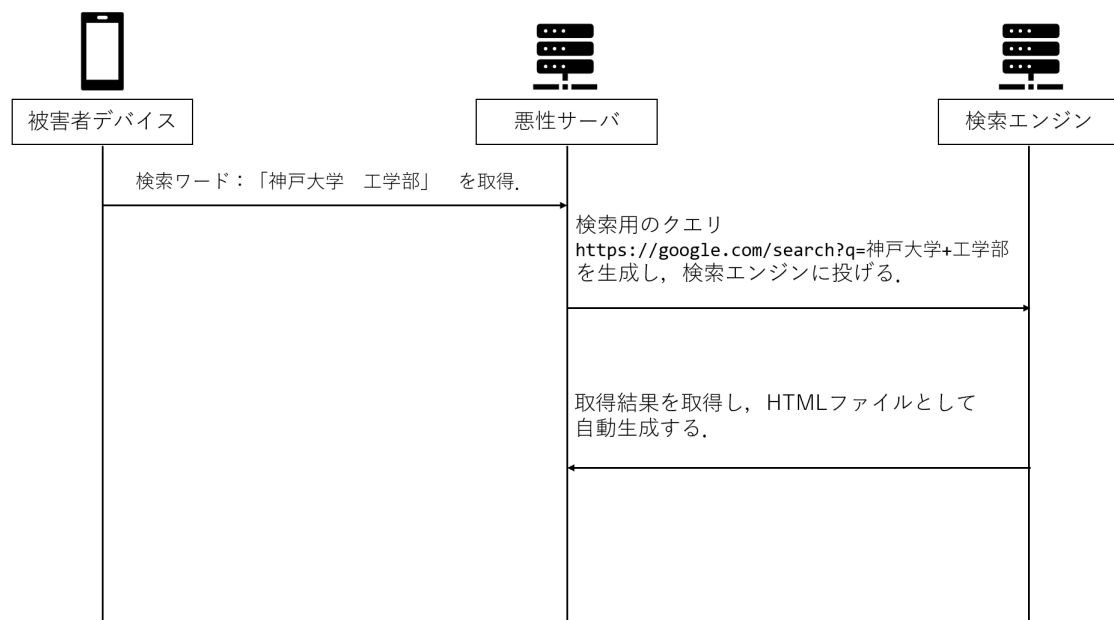 被害者デバイス
悪性サーバ
検索エンジン
検索ワード：「神戸大学　工学部」　を取得．
検索用のクエリ
https://google.com/search?q=神戸大学+工学部
を生成し，検索エンジンに投げる．
取得結果を取得し，HTMLファイルとして
自動生成する．